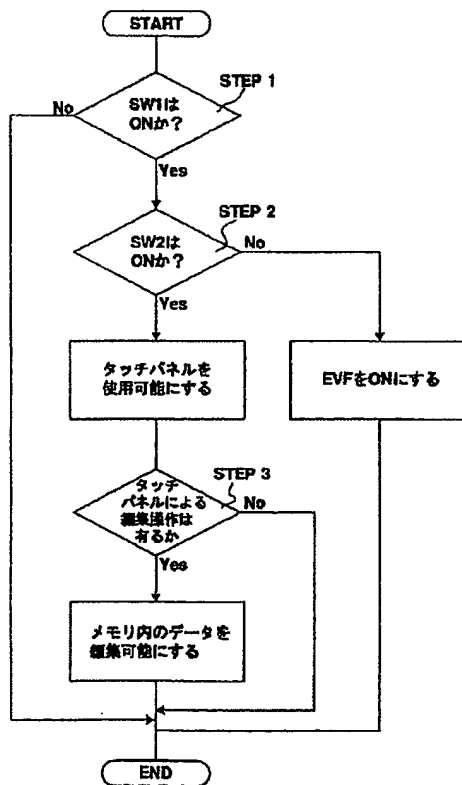 START
STEP 1
SW1は
ONか？
No
Yes
STEP 2
SW2は
ONか？
No
Yes
タッチパネルを
使用可能にする
EVFをONにする
STEP 3
タッチ
パネルによる
編集操作は
有るか
No
Yes
メモリ内のデータを
編集可能にする
END